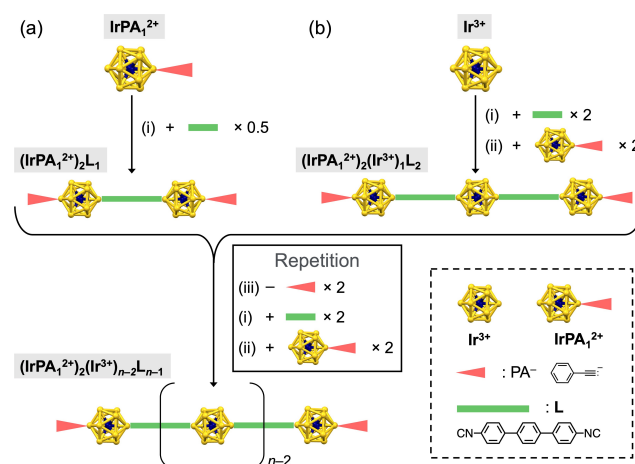 (a) IrPA₁²⁺
(b) Ir³⁺
(i) + × 0.5
(i) + × 2
(ii) + × 2
(IrPA₁²⁺)₂L₁
(IrPA₁²⁺)₂(Ir³⁺)₁L₂
Repetition
(iii) − × 2
(i) + × 2
(ii) + × 2
(IrPA₁²⁺)₂(Ir³⁺)ₙ₋₂Lₙ₋₁
n−2
Ir³⁺ IrPA₁²⁺
: PA⁻
: L
CN NC